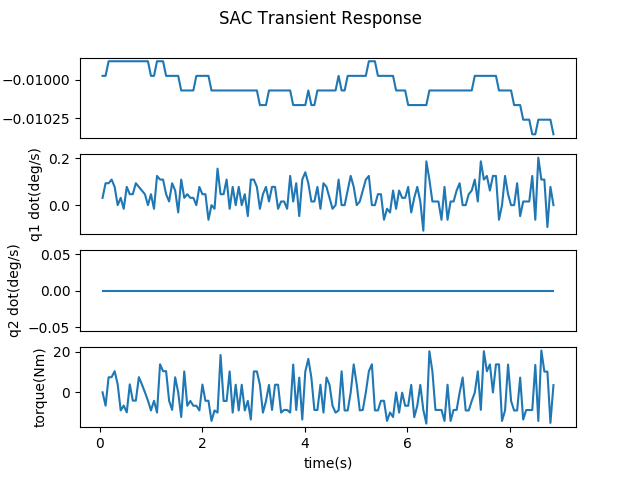 SAC Transient Response
−0.01000
−0.01025
0.2
0.0
q1 dot(deg/s)
0.05
0.00
−0.05
q2 dot(deg/s)
20
0
torque(Nm)
0 2 4 6 8
time(s)